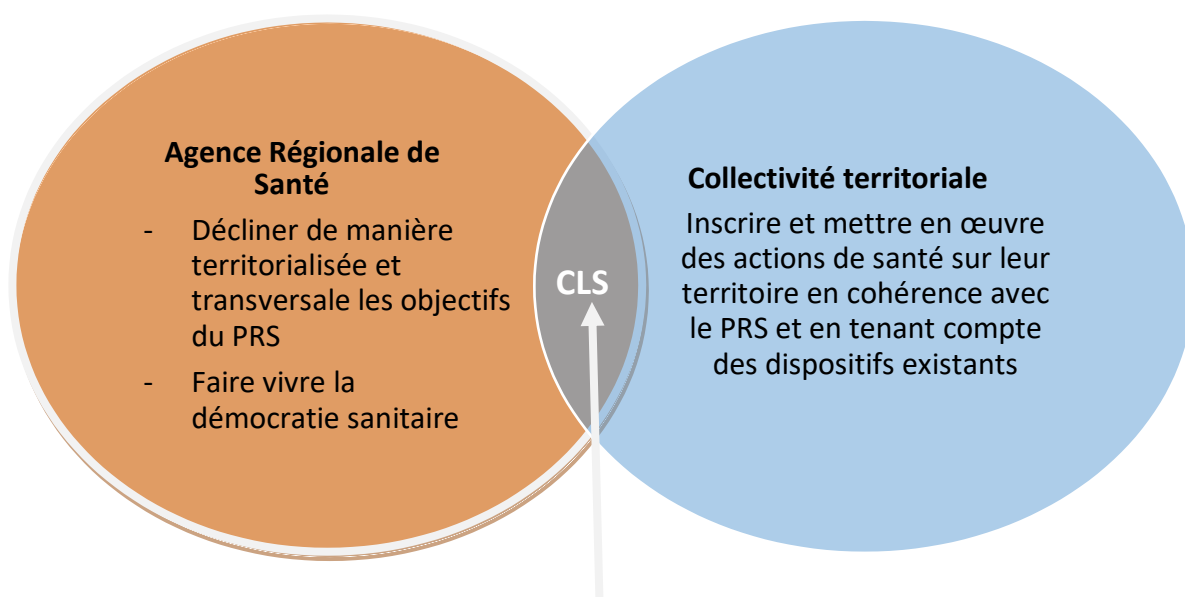 Agence Régionale de
Santé
- Décliner de manière
territorialisée et
transversale les objectifs
du PRS
- Faire vivre la
démocratie sanitaire
CLS
Collectivité territoriale
Inscrire et mettre en œuvre
des actions de santé sur leur
territoire en cohérence avec
le PRS et en tenant compte
des dispositifs existants